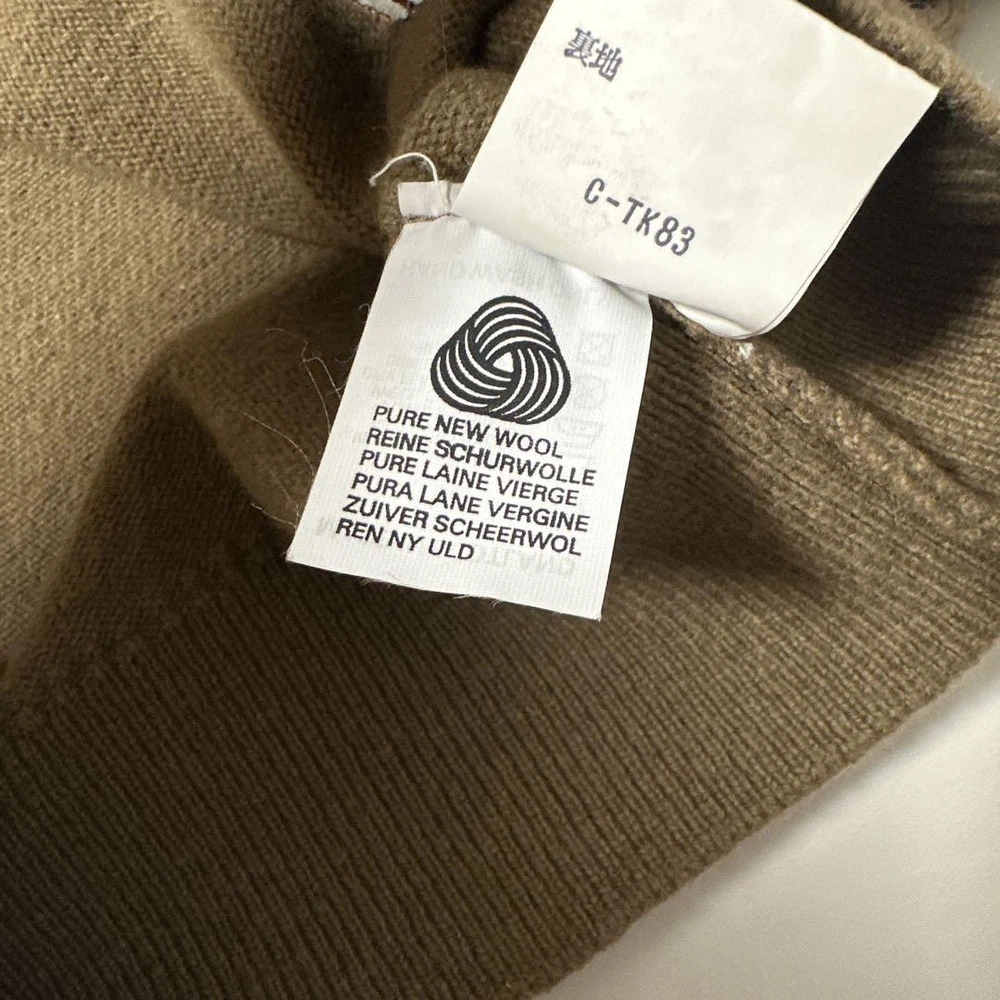 裏地
C-TK83
PURE NEW WOOL
REINE SCHURWOLLE
PURE LAINE VIERGE
PURA LANE VERGINE
ZUIVER SCHEERWOL
REN NY ULD